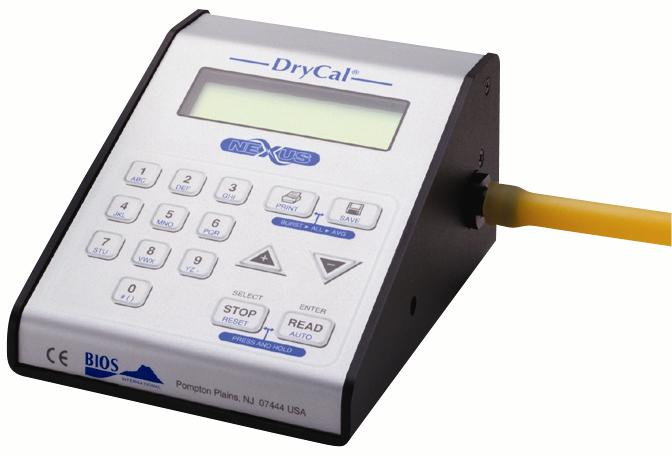 DryCal®
NEXUS
1 ABC
2 DEF
3 GHI
PRINT
SAVE
BURST ▸ ALL ▸ AVG
4 JKL
5 MNO
6 PQR
7 STU
8 VWX
9 YZ .
+
−
0 # ( )
SELECT
ENTER
STOP
RESET
READ
AUTO
PRESS AND HOLD
CE
BIOS
INTERNATIONAL
Pompton Plains, NJ 07444 USA